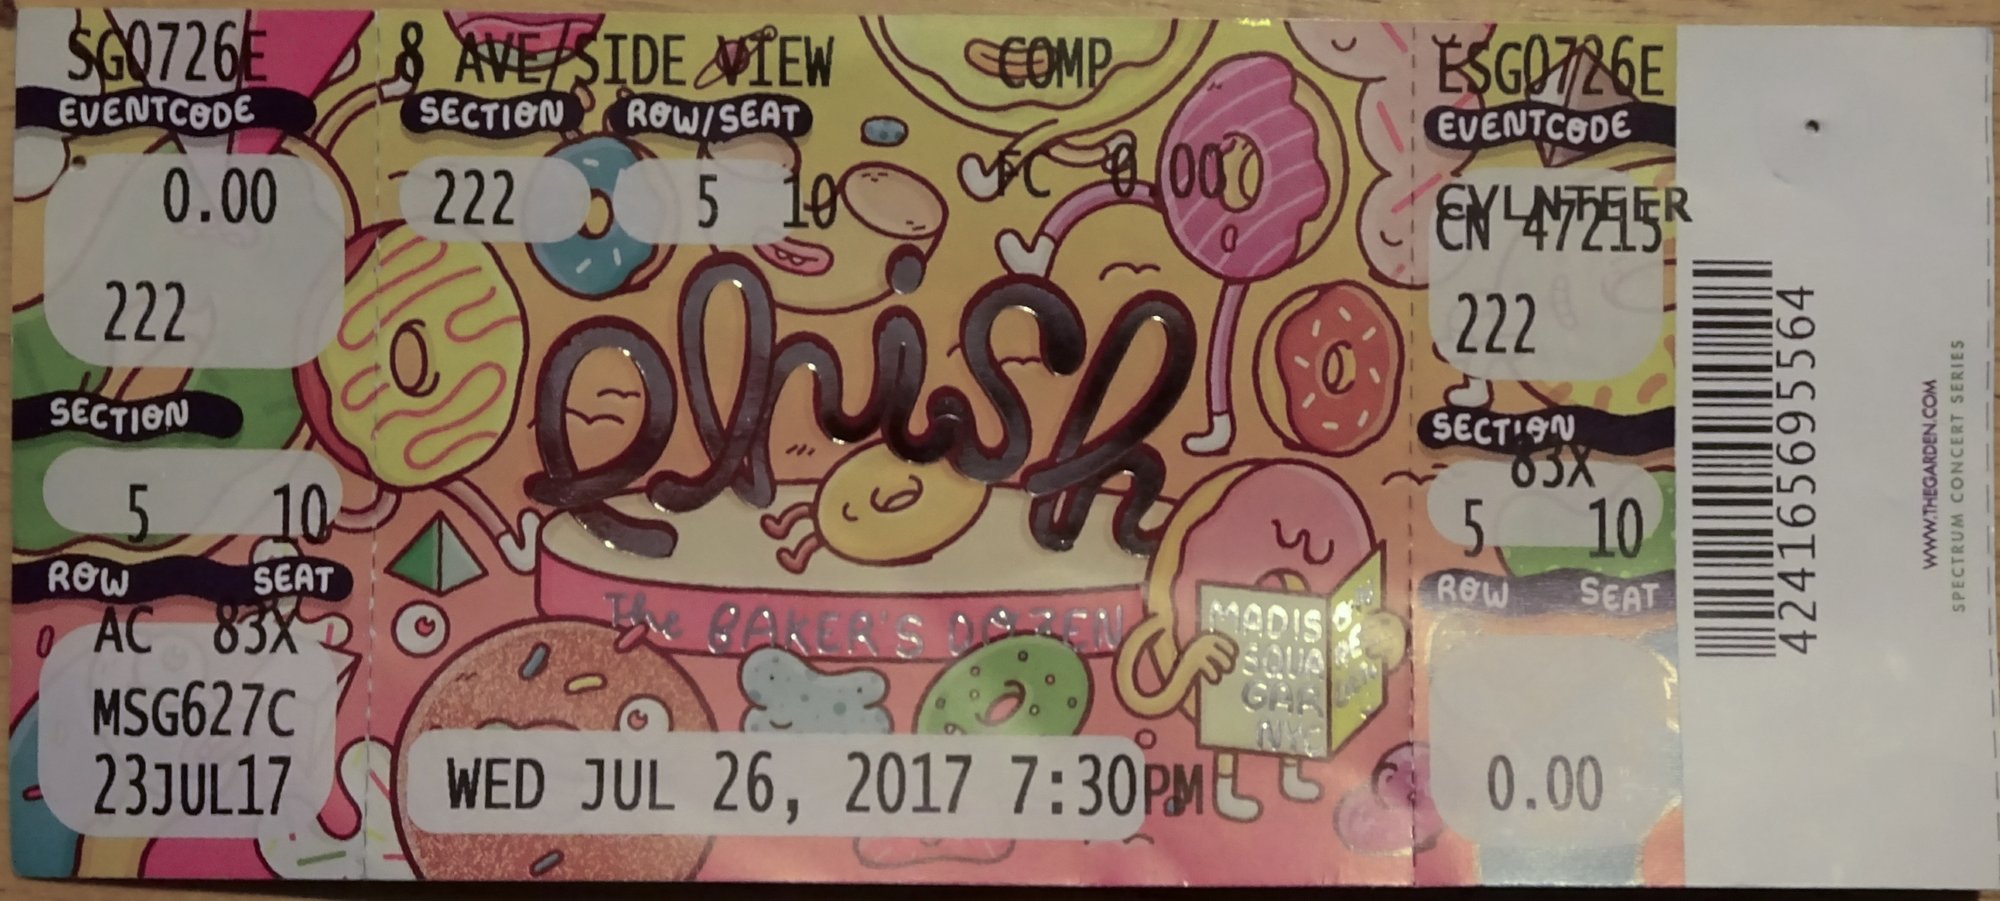 SG0726E
EVENTCODE
0.00
222
SECTION
5 10
ROW SEAT
AC 83X
MSG627C
23JUL17
8 AVE/SIDE VIEW COMP
SECTION ROW/SEAT
222 5 10 FC 0.00
phish
The BAKER'S DOZEN
MADISON
SQUARE
GARDEN
NYC
WED JUL 26, 2017 7:30PM
ESG0726E
EVENTCODE
CN 47215
222
SECTION
83X
5 10
ROW SEAT
0.00
424165695564
WWW.THEGARDEN.COM
SPECTRUM CONCERT SERIES